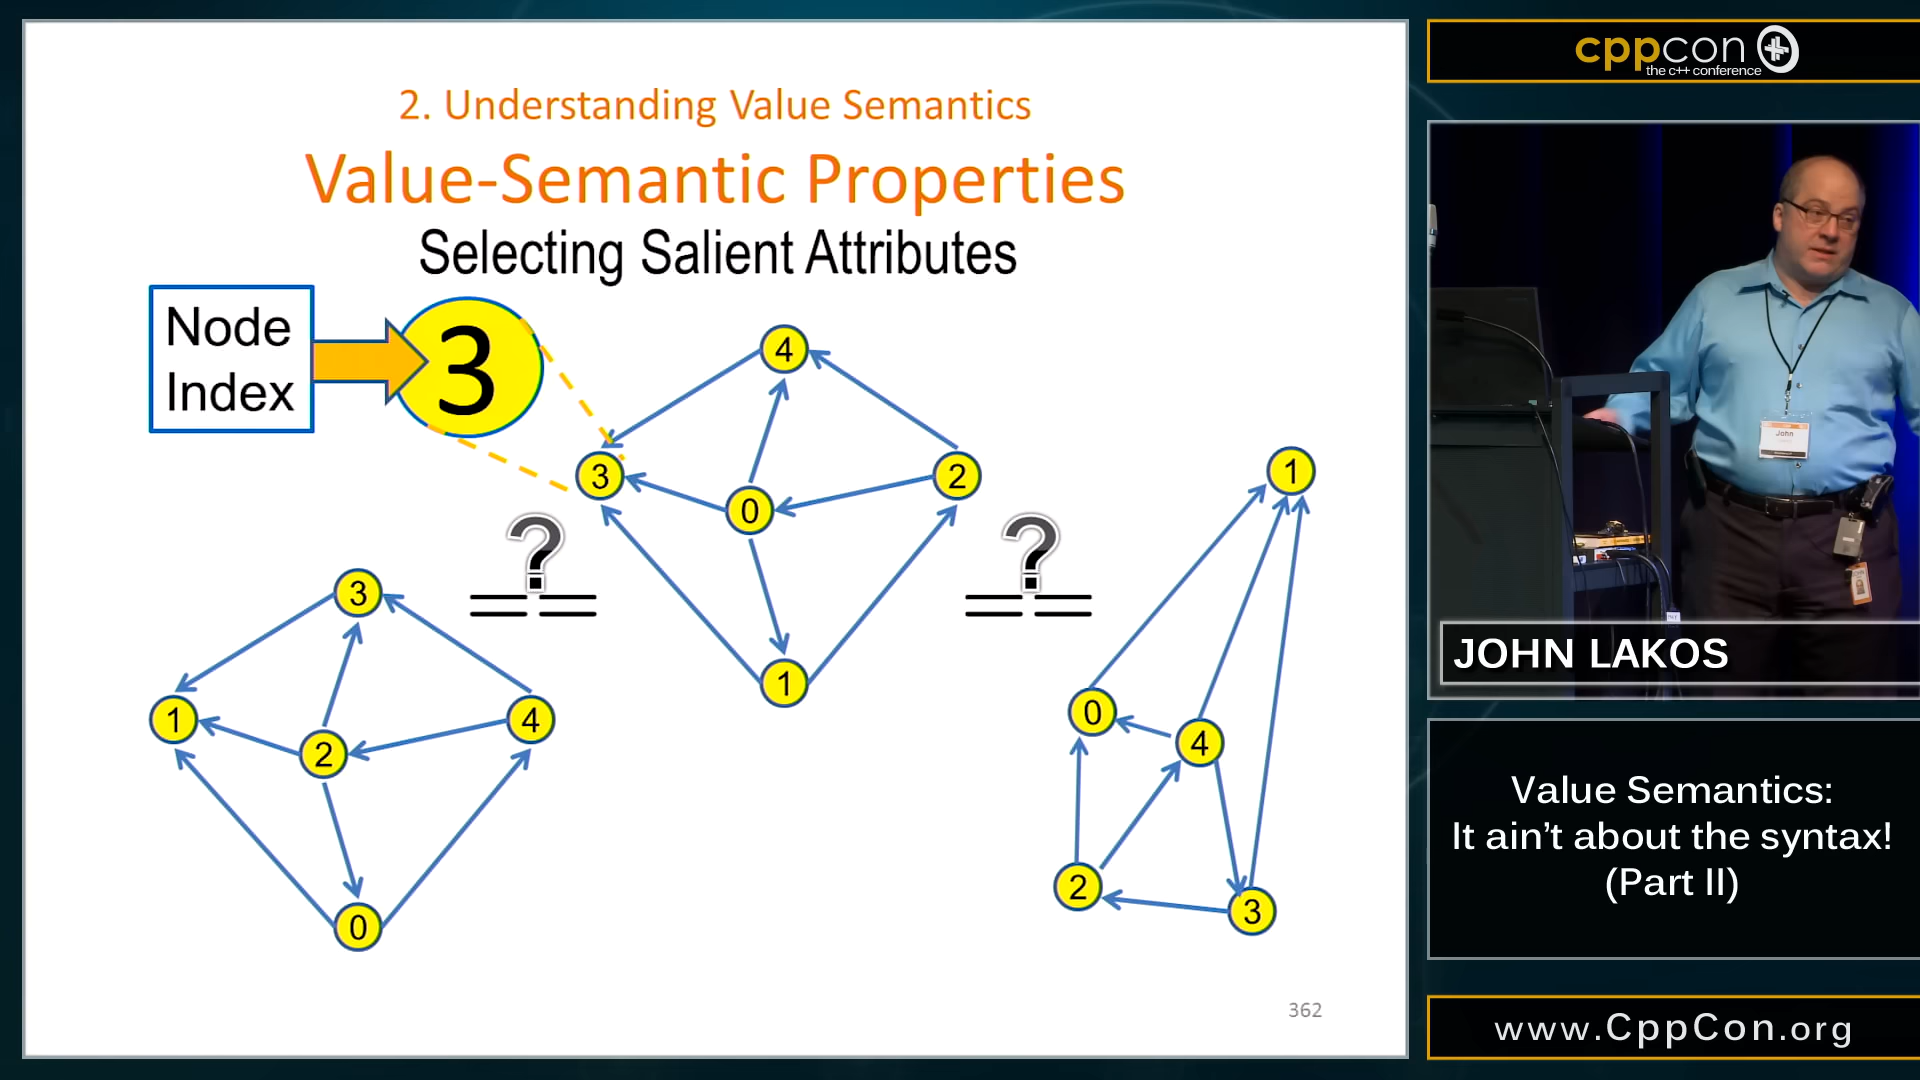 2. Understanding Value Semantics
Value-Semantic Properties
Selecting Salient Attributes
Node
Index
3
4
3
0
2
1
?
==
?
==
3
1
2
4
0
1
0
4
2
3
362
cppcon
the c++ conference
John
JOHN LAKOS
Value Semantics:
It ain't about the syntax!
(Part II)
www.CppCon.org